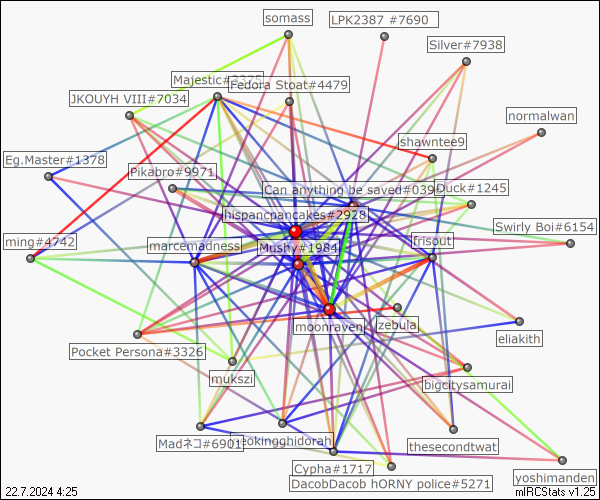 somass
LPK2387 #7690
Silver#7938
Majestic#
Fedora Stoat#4479
JKOUYH VIII#7034
normalwan
shawntee9
Eg.Master#1378
Pikabro#9971
Can anything be saved#039
Duck#1245
hispancpancakes#2928
Swirly Boi#6154
ming#4742
marcemadness
Mushy#1984
frisout
moonraven
zebula
eliakith
Pocket Persona#3326
mukszi
bigcitysamurai
Madネコ#6901
eokingghidorah
thesecondtwat
Cypha#1717
yoshimanden
DacobDacob hORNY police#5271
22.7.2024 4:25
mIRCStats v1.25